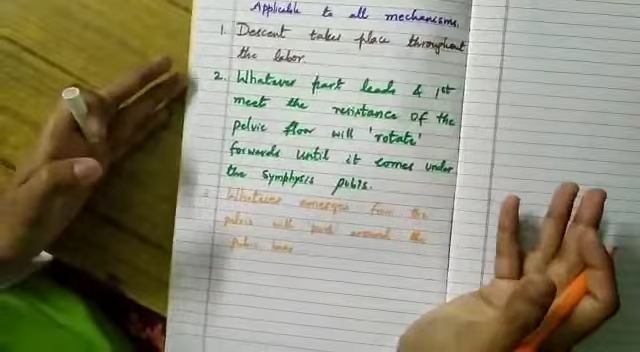 Applicable to all mechanisms.
1. Descent takes place throughout
the labor.
2. Whatever part leads & 1st
meet the resistance of the
pelvic floor will 'rotate'
forwards until it comes under
the symphysis pubis.
Whatever emerges from the
pelvis will around the
pubic bone